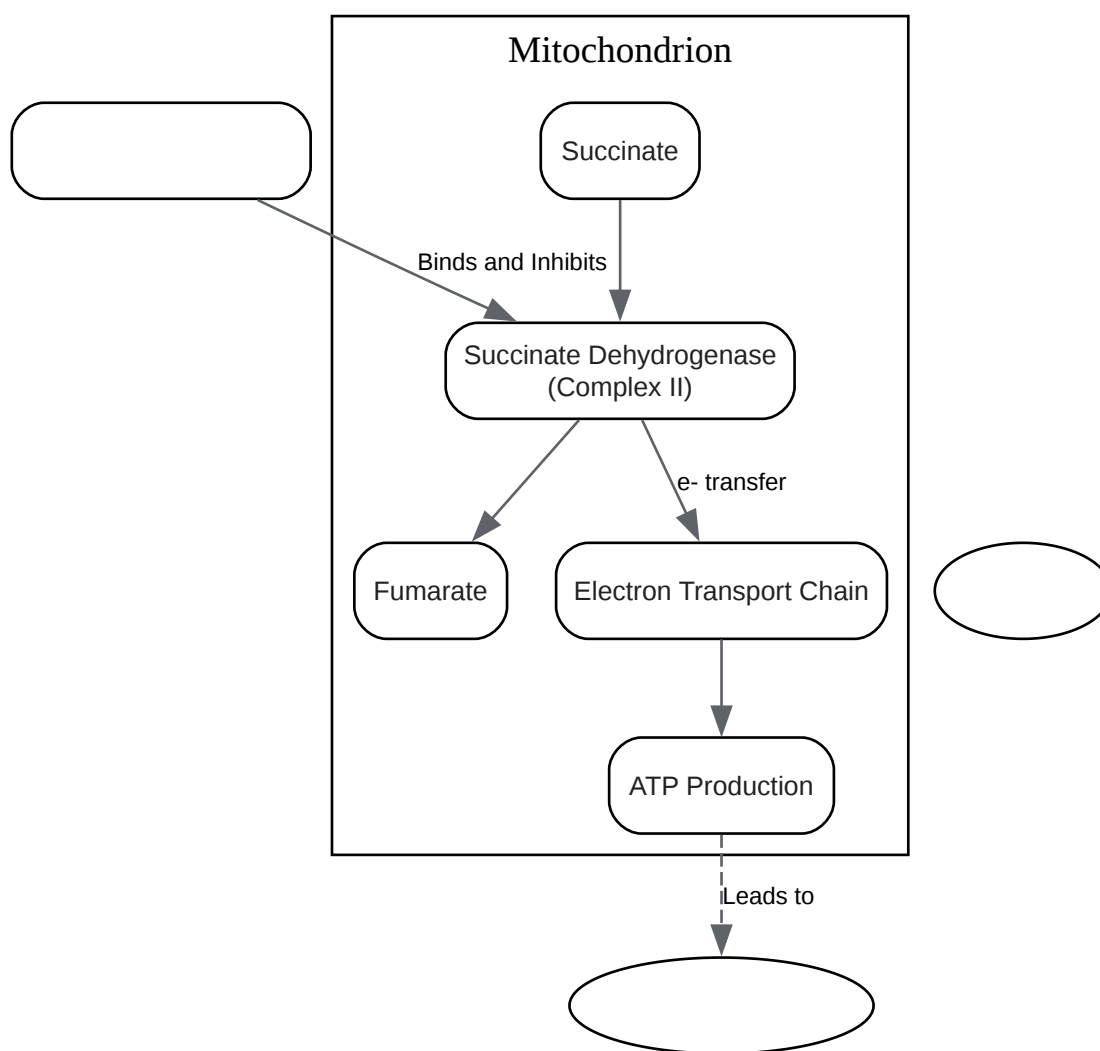 Mitochondrion
Succinate
Binds and Inhibits
Succinate Dehydrogenase
(Complex II)
e- transfer
Fumarate
Electron Transport Chain
ATP Production
Leads to